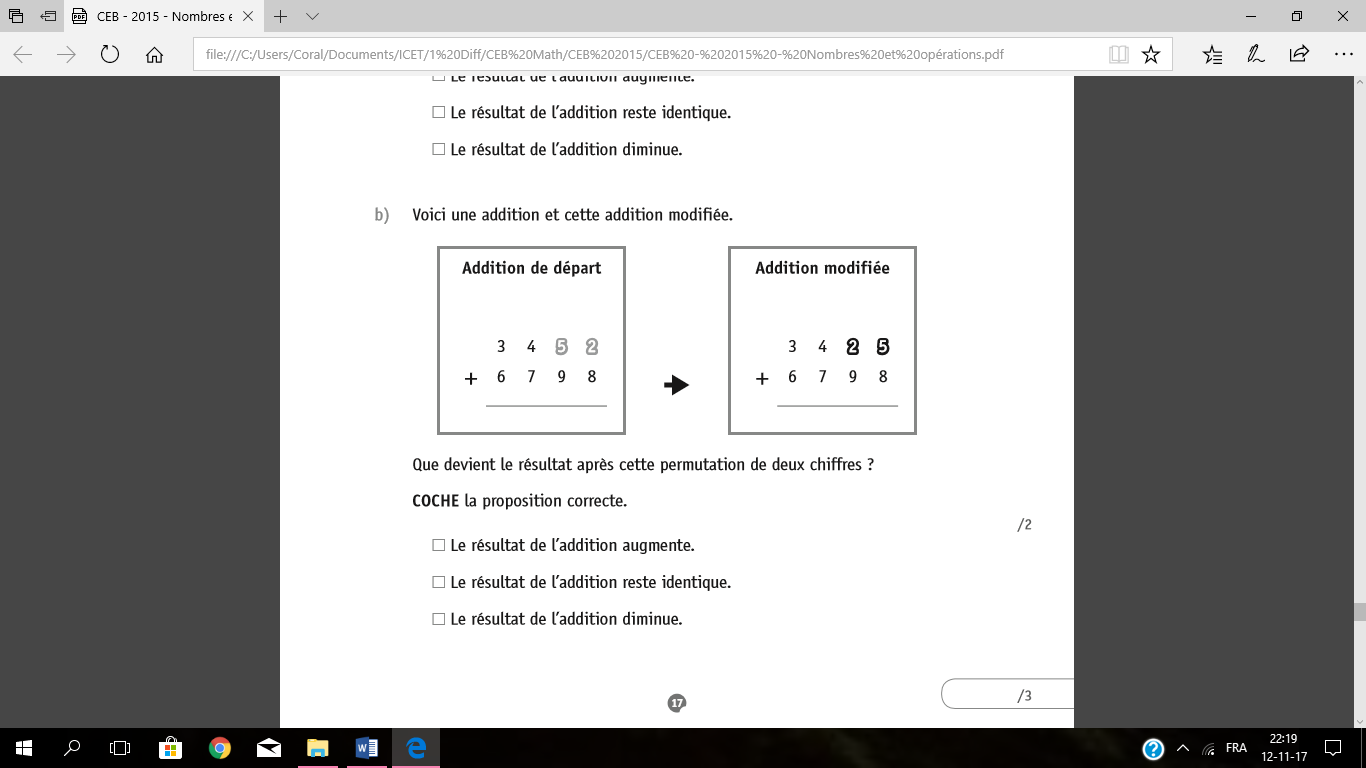 CEB - 2015 - Nombres e
file:///C:/Users/Coral/Documents/ICET/1%20Diff/CEB%20Math/CEB%202015/CEB%20-%202015%20-%20Nombres%20et%20opérations.pdf
Le résultat de l'addition augmente.
Le résultat de l'addition reste identique.
Le résultat de l'addition diminue.
b) Voici une addition et cette addition modifiée.
Addition de départ
3 4 5 2
+ 6 7 9 8
Addition modifiée
3 4 2 5
+ 6 7 9 8
Que devient le résultat après cette permutation de deux chiffres ?
COCHE la proposition correcte.
/2
Le résultat de l'addition augmente.
Le résultat de l'addition reste identique.
Le résultat de l'addition diminue.
17
/3
FRA
22:19
12-11-17